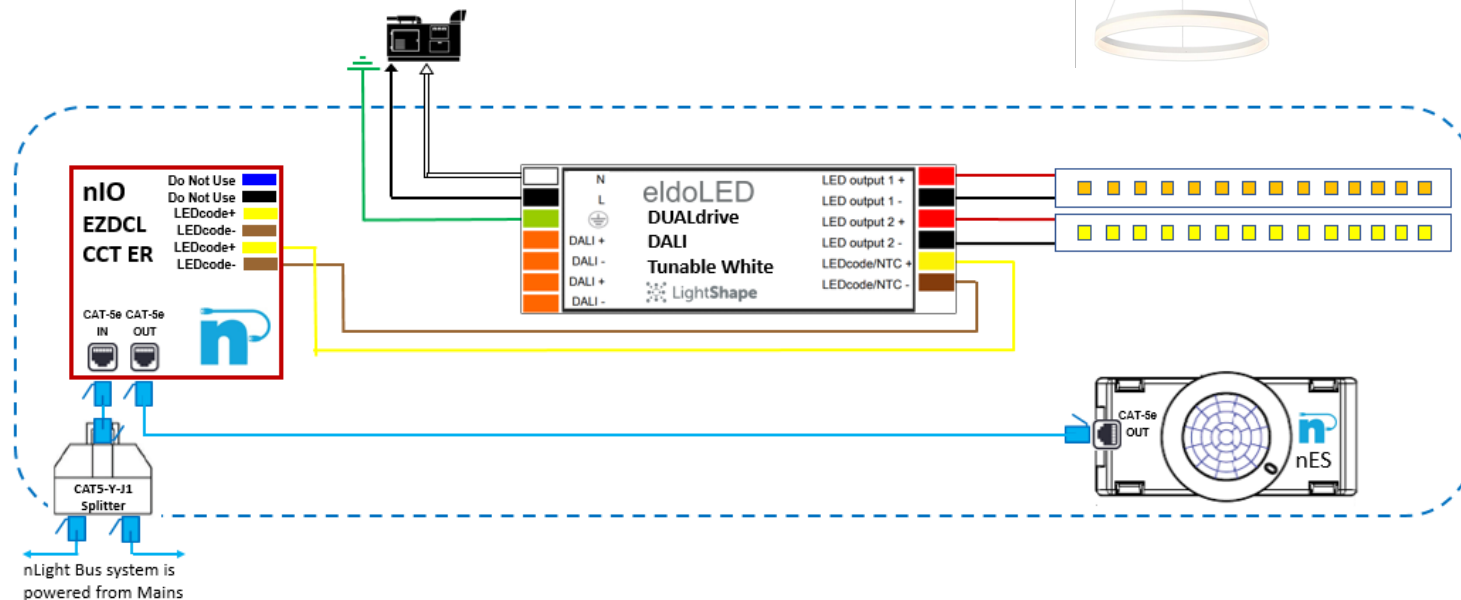 nIO
EZDCL
CCT ER
Do Not Use
Do Not Use
LEDcode+
LEDcode-
LEDcode+
LEDcode-
CAT-5e CAT-5e
IN OUT
n
CAT5-Y-J1
Splitter
nLight Bus system is
powered from Mains
N
L
DALI +
DALI -
DALI +
DALI -
eldoLED
DUALdrive
DALI
Tunable White
LightShape
LED output 1 +
LED output 1 -
LED output 2 +
LED output 2 -
LEDcode/NTC +
LEDcode/NTC -
CAT-5e
OUT
n
nES